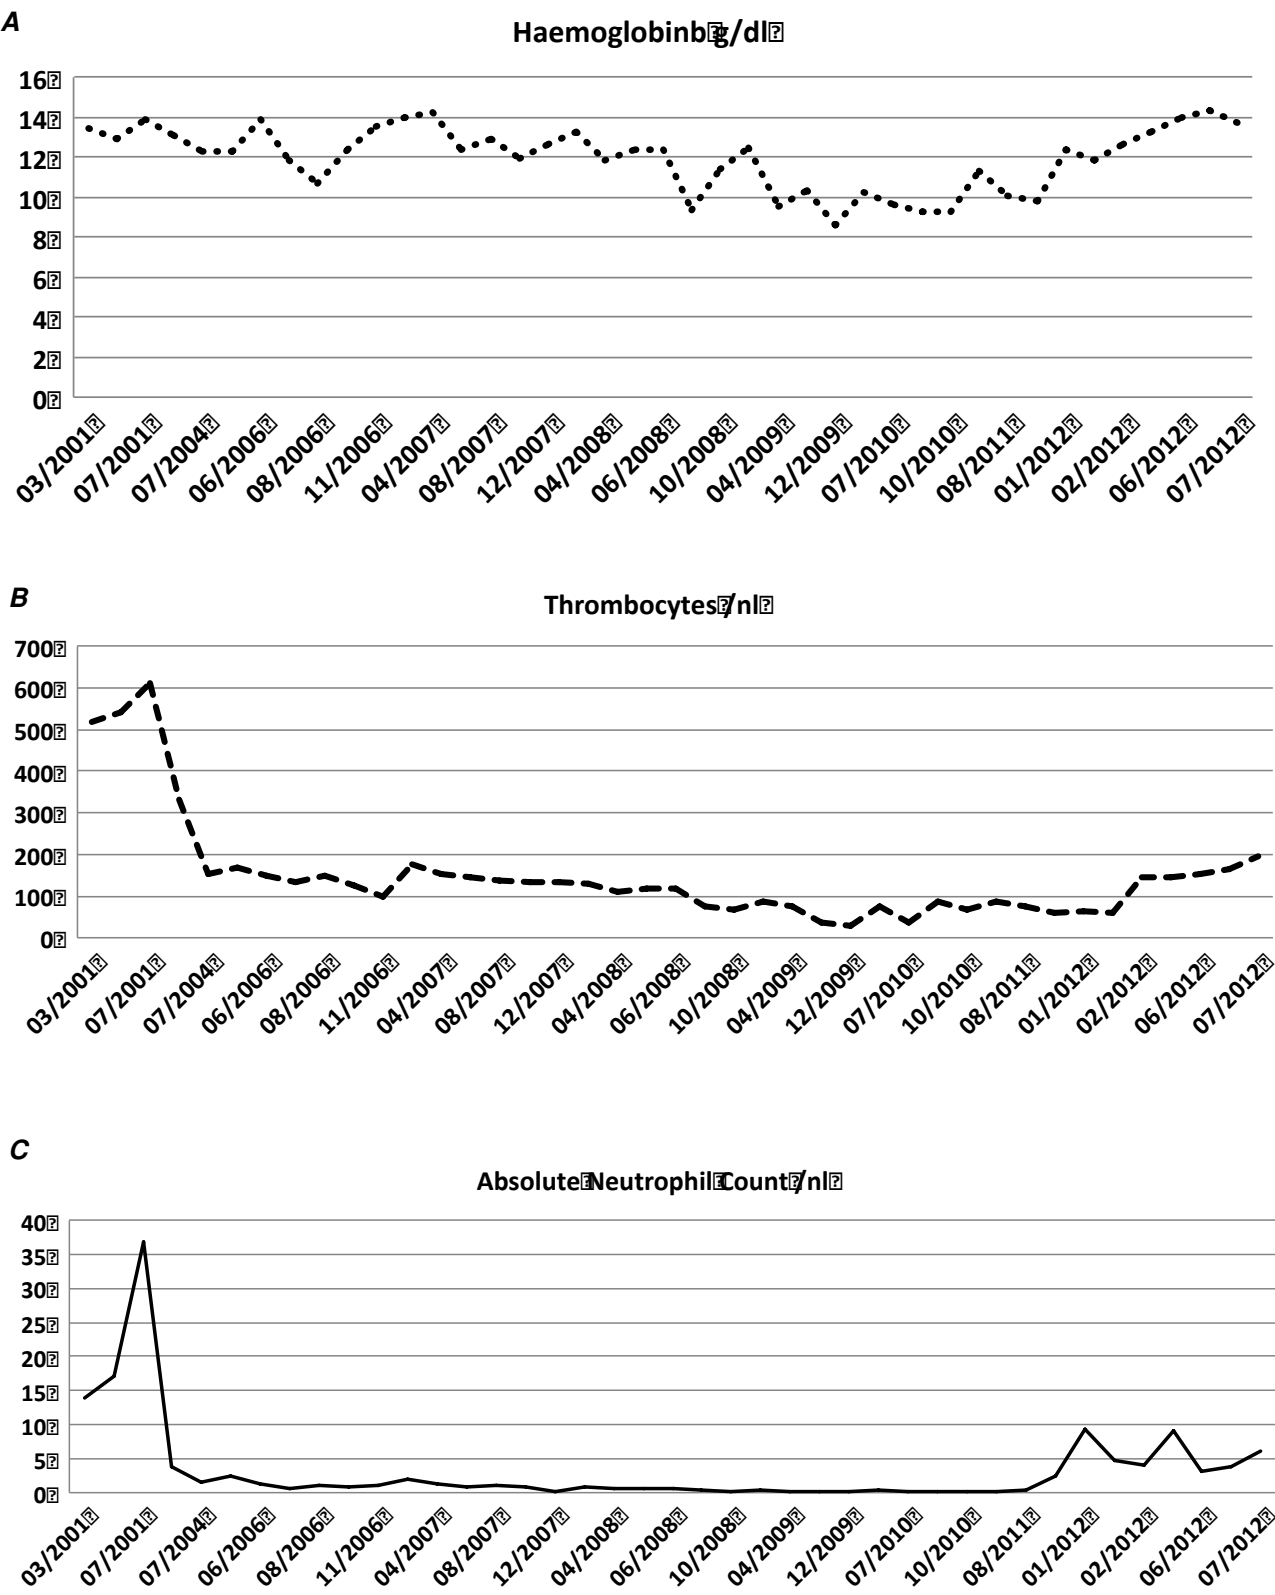 A
Haemoglobinb g/dl
16
14
12
10
8
6
4
2
0
03/2001 07/2001 07/2004 06/2006 08/2006 11/2006 04/2007 08/2007 12/2007 04/2008 06/2008 10/2008 04/2009 12/2009 07/2010 10/2010 08/2011 01/2012 02/2012 06/2012 07/2012
B
Thrombocytes /nl
700
600
500
400
300
200
100
0
03/2001 07/2001 07/2004 06/2006 08/2006 11/2006 04/2007 08/2007 12/2007 04/2008 06/2008 10/2008 04/2009 12/2009 07/2010 10/2010 08/2011 01/2012 02/2012 06/2012 07/2012
C
Absolute Neutrophil Count /nl
40
35
30
25
20
15
10
5
0
03/2001 07/2001 07/2004 06/2006 08/2006 11/2006 04/2007 08/2007 12/2007 04/2008 06/2008 10/2008 04/2009 12/2009 07/2010 10/2010 08/2011 01/2012 02/2012 06/2012 07/2012